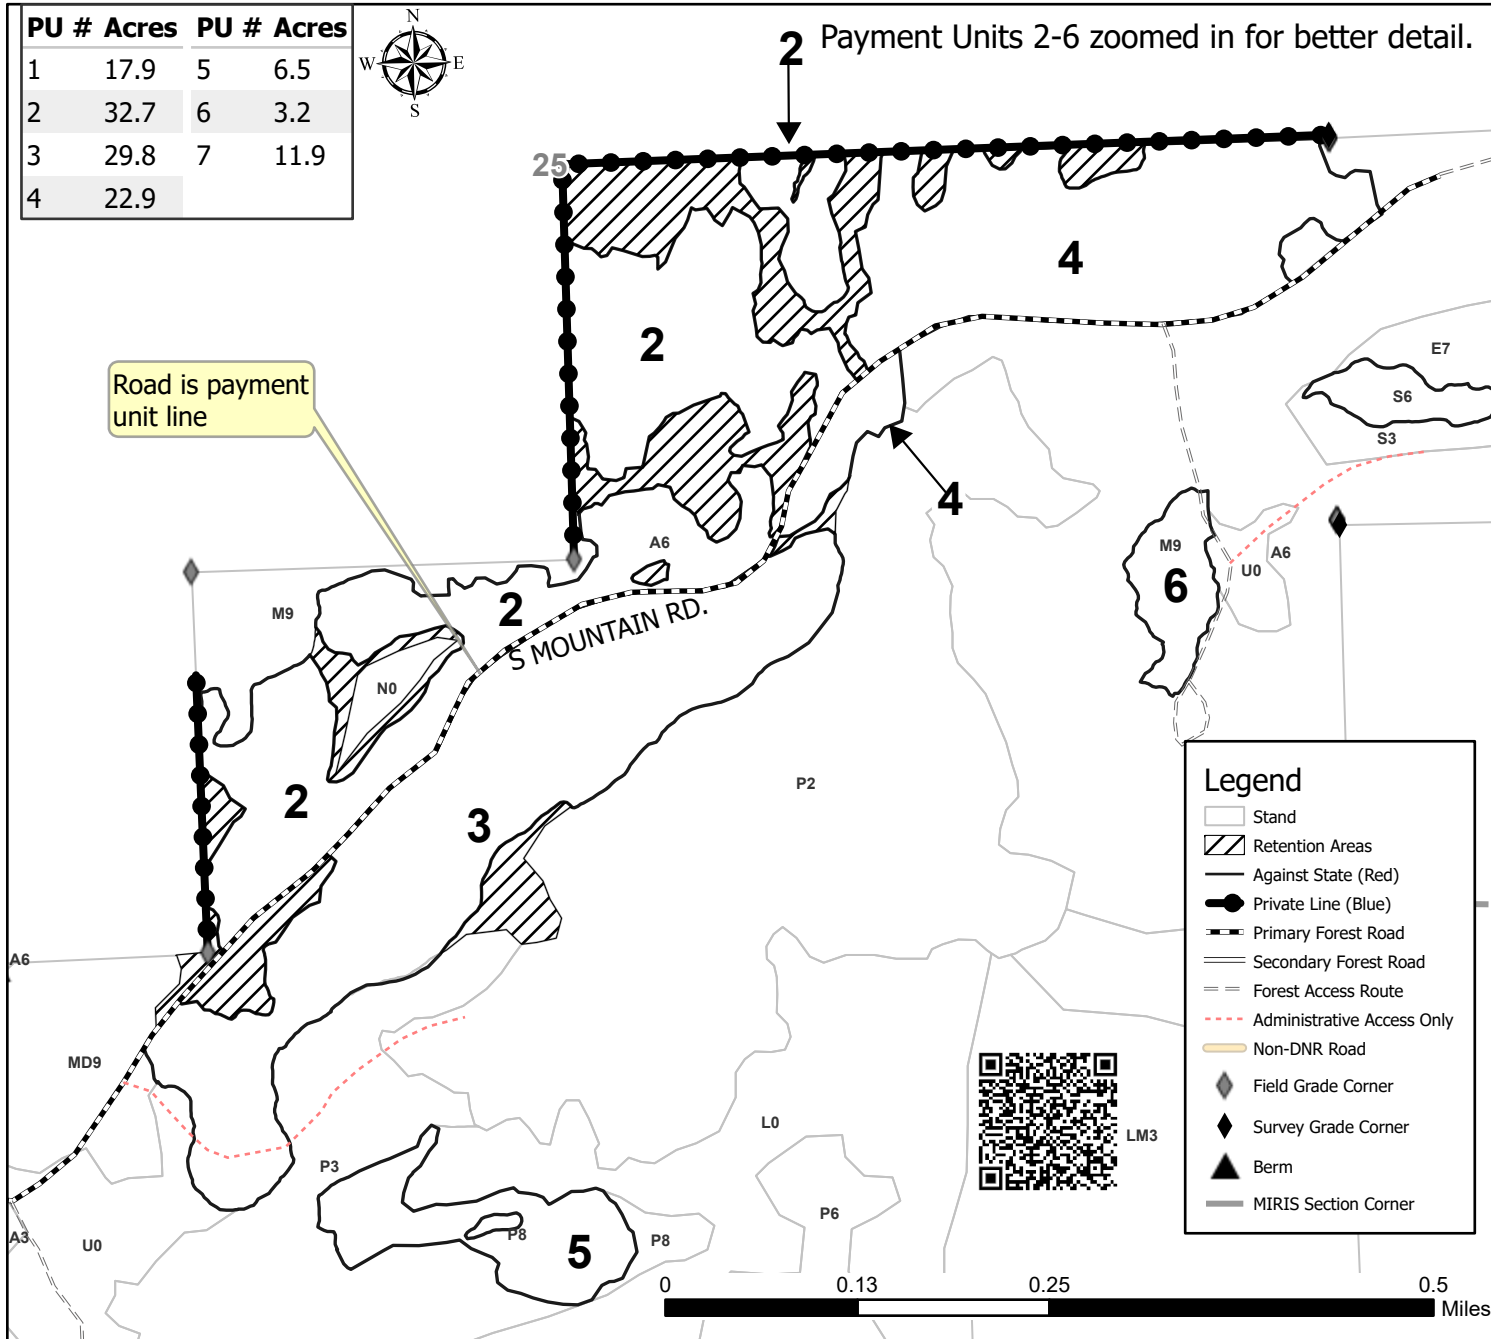 PU # Acres PU # Acres
1 17.9 5 6.5
2 32.7 6 3.2
3 29.8 7 11.9
4 22.9
N
W E
S
Payment Units 2-6 zoomed in for better detail.
2
25
4
2
E7
S6
S3
Road is payment
unit line
4
A6
M9
A6
U0
6
M9
2
S MOUNTAIN RD.
N0
2
3
P2
A6
MD9
L0
LM3
P3
P6
A3
U0
P8
5
P8
Legend
Stand
Retention Areas
Against State (Red)
Private Line (Blue)
Primary Forest Road
Secondary Forest Road
Forest Access Route
Administrative Access Only
Non-DNR Road
Field Grade Corner
Survey Grade Corner
Berm
MIRIS Section Corner
0 0.13 0.25 0.5
Miles